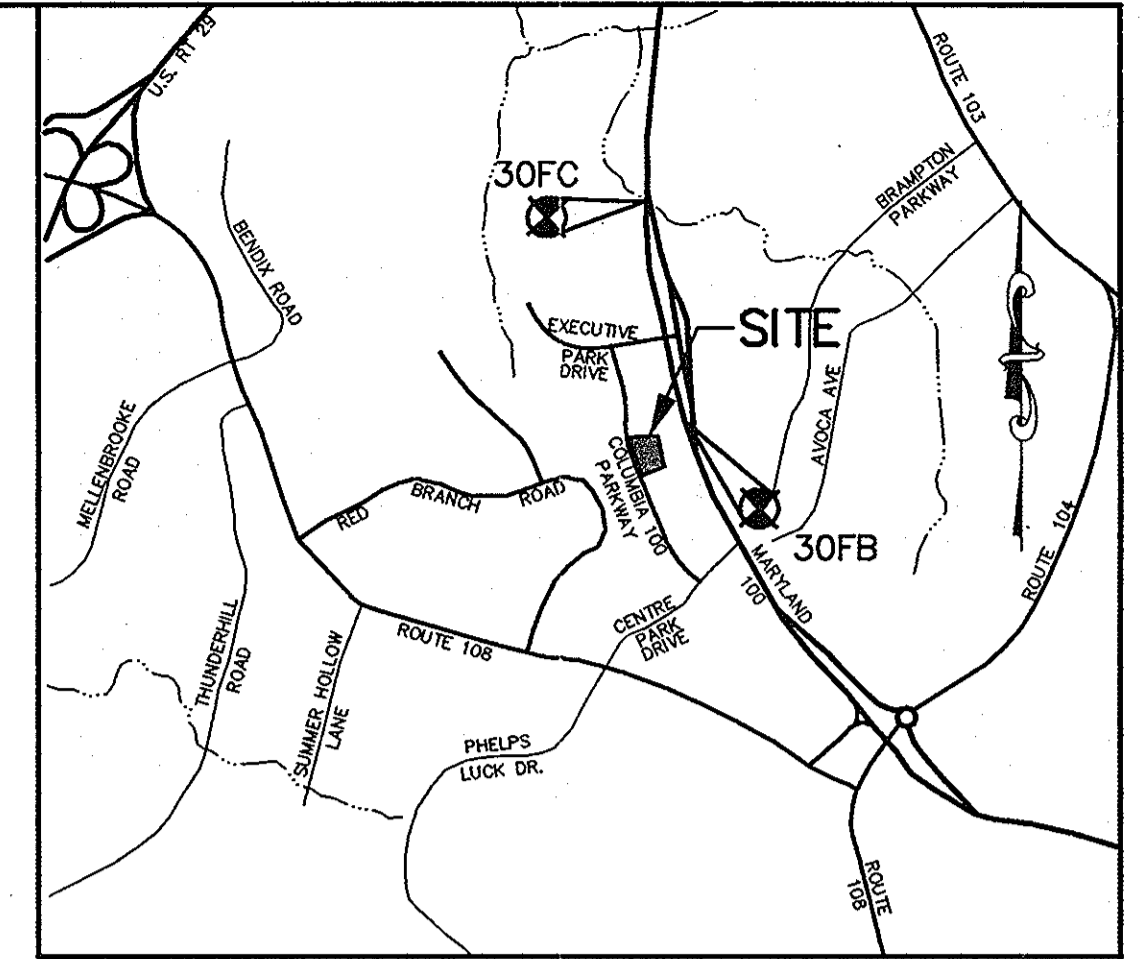 U.S. RT 29
ROUTE 103
30FC
BRAMPTON
PARKWAY
BENDIX ROAD
EXECUTIVE
PARK
DRIVE
SITE
AVOCA AVE
MELLENBROOKE
ROAD
COLUMBIA 100
PARKWAY
RED BRANCH ROAD
30FB
MARYLAND
100
ROUTE 104
THUNDERHILL
ROAD
SUMMER HOLLOW
LANE
ROUTE 108
CENTRE
PARK
DRIVE
PHELPS
LUCK DR.
ROUTE
108